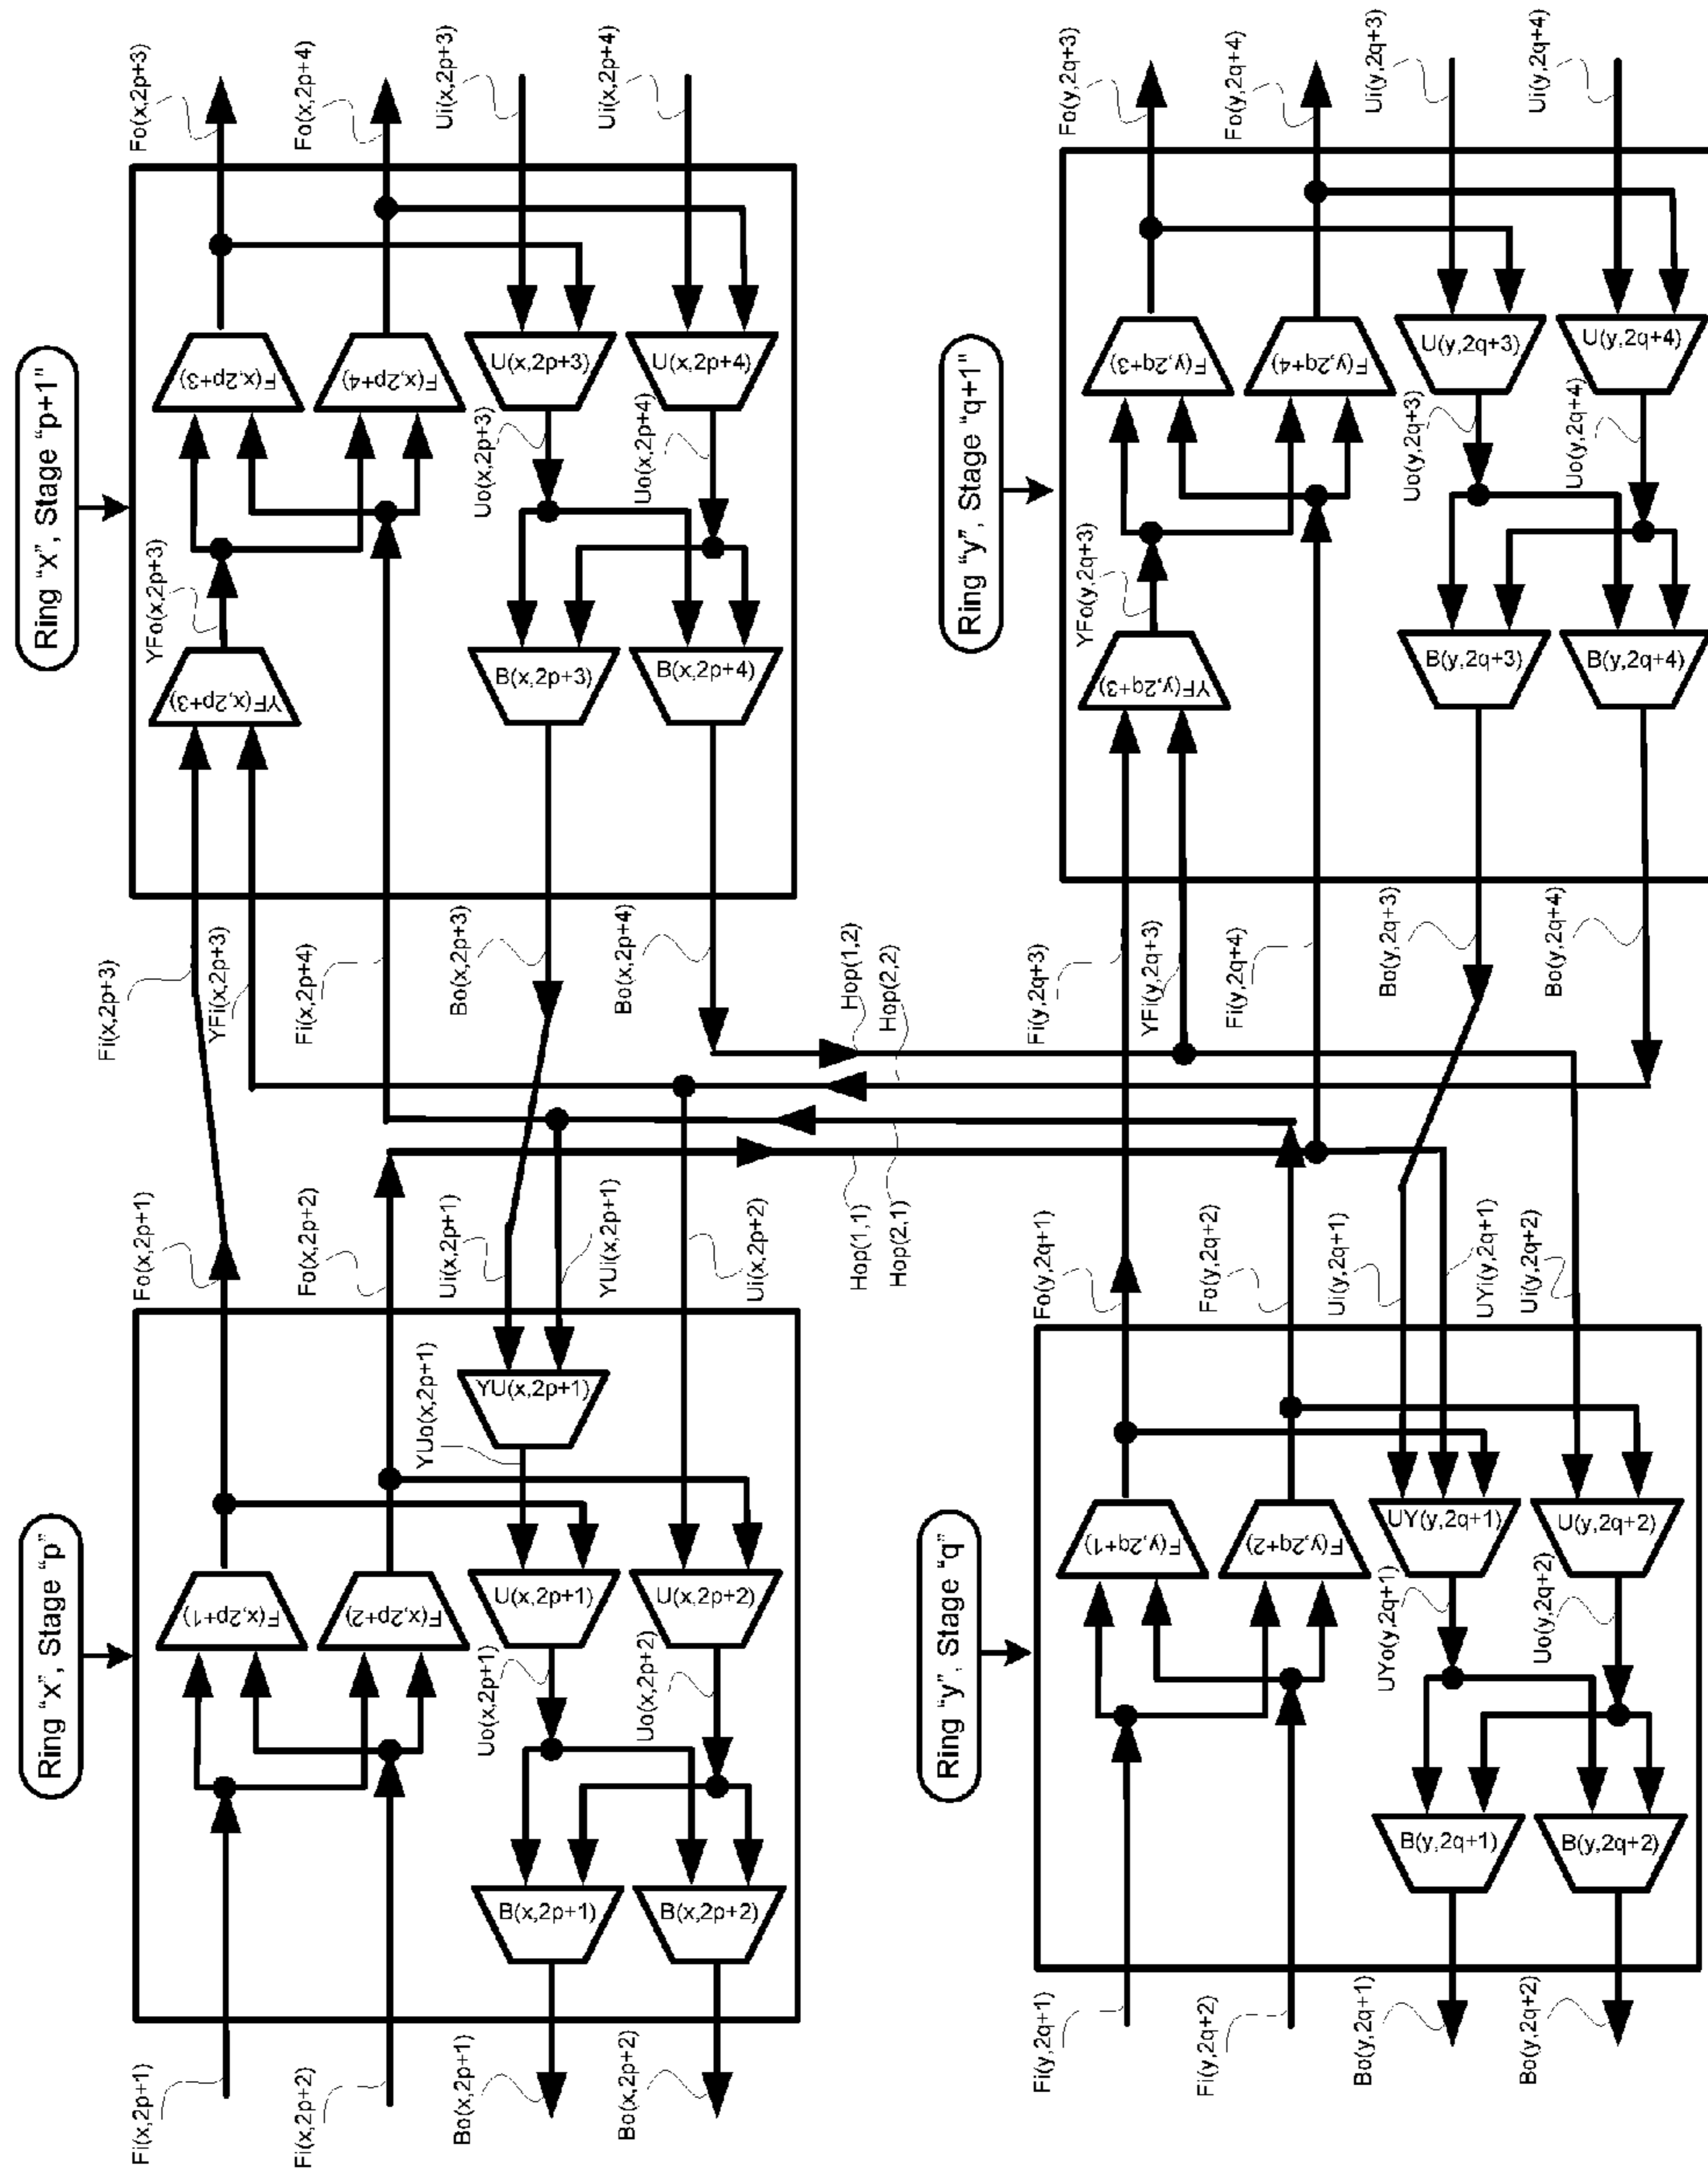 Ring "x", Stage "p"
Fi(x,2p+1)
Fi(x,2p+2)
Bo(x,2p+1)
Bo(x,2p+2)
F(x,2p+1)
F(x,2p+2)
U(x,2p+1)
U(x,2p+2)
Uo(x,2p+1)
Uo(x,2p+2)
B(x,2p+1)
B(x,2p+2)
YU(x,2p+1)
YUo(x,2p+1)
Fo(x,2p+1)
Fo(x,2p+2)
Ui(x,2p+1)
YUi(x,2p+1)
Ui(x,2p+2)
Ring "x", Stage "p+1"
Fi(x,2p+3)
YFi(x,2p+3)
Fi(x,2p+4)
Bo(x,2p+3)
Bo(x,2p+4)
YF(x,2p+3)
YFo(x,2p+3)
F(x,2p+3)
F(x,2p+4)
U(x,2p+3)
U(x,2p+4)
Uo(x,2p+3)
Uo(x,2p+4)
B(x,2p+3)
B(x,2p+4)
Fo(x,2p+3)
Fo(x,2p+4)
Ui(x,2p+3)
Ui(x,2p+4)
Hop(1,1)
Hop(2,1)
Hop(1,2)
Hop(2,2)
Ring "y", Stage "q"
Fi(y,2q+1)
Fi(y,2q+2)
Bo(y,2q+1)
Bo(y,2q+2)
F(y,2q+1)
F(y,2q+2)
UY(y,2q+1)
U(y,2q+2)
UYo(y,2q+1)
Uo(y,2q+2)
B(y,2q+1)
B(y,2q+2)
Fo(y,2q+1)
Fo(y,2q+2)
Ui(y,2q+1)
UYi(y,2q+1)
Ui(y,2q+2)
Ring "y", Stage "q+1"
Fi(y,2q+3)
YFi(y,2q+3)
Fi(y,2q+4)
Bo(y,2q+3)
Bo(y,2q+4)
YF(y,2q+3)
YFo(y,2q+3)
F(y,2q+3)
F(y,2q+4)
U(y,2q+3)
U(y,2q+4)
Uo(y,2q+3)
Uo(y,2q+4)
B(y,2q+3)
B(y,2q+4)
Fo(y,2q+3)
Fo(y,2q+4)
Ui(y,2q+3)
Ui(y,2q+4)